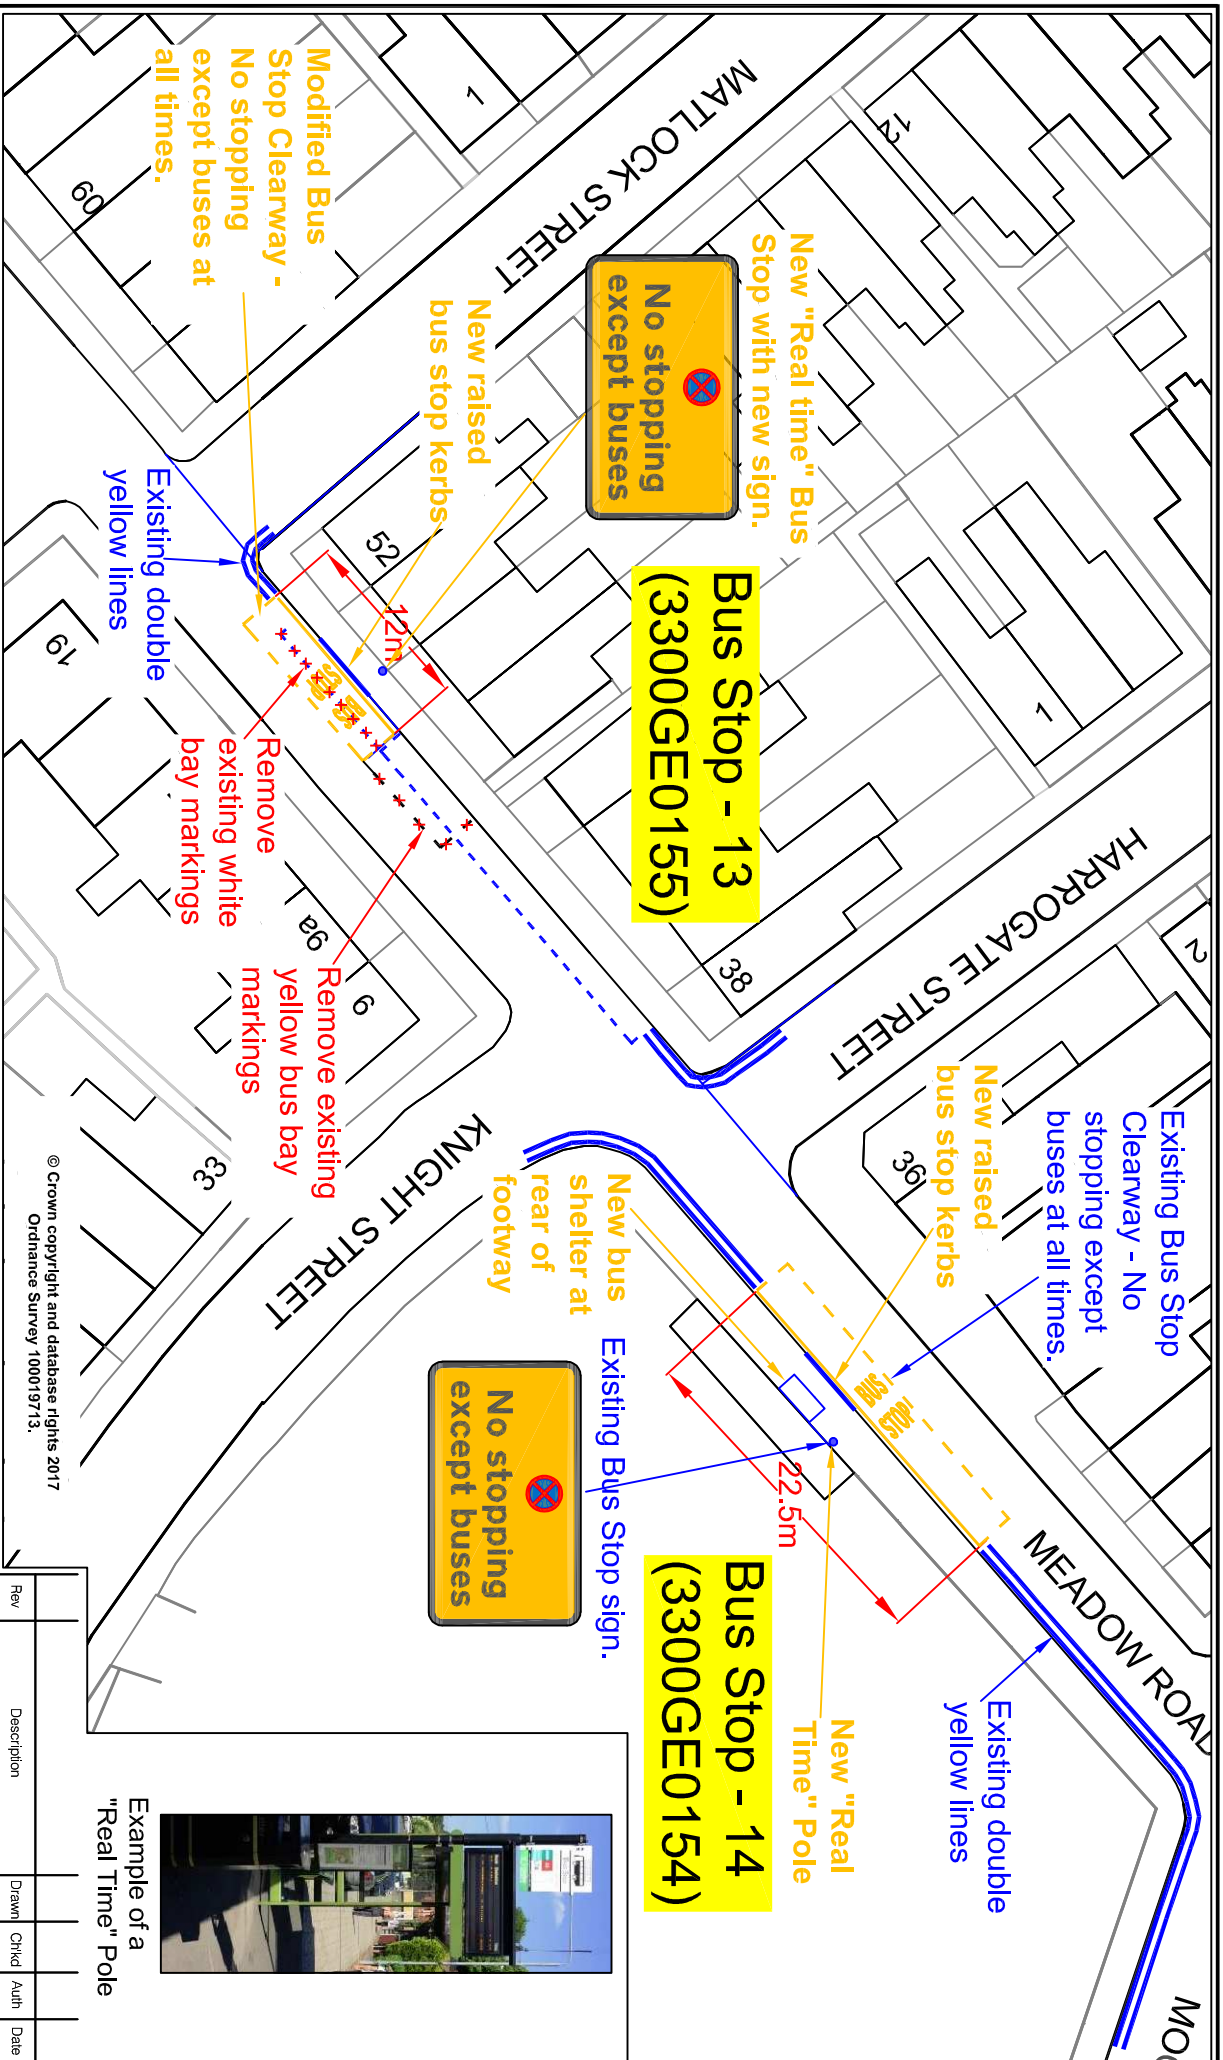 MATLOCK
STREET
12
1
60
Modified Bus
Stop Clearway -
No stopping
except buses at
all times.
New "Real time" Bus
Stop with new sign.
No stopping
except buses
New raised
bus stop kerbs
Existing double
yellow lines
52
12m
19
Bus Stop - 13
(3300GE0155)
1
BUS
STOP
Remove
existing white
bay markings
9a
9
38
HARROGATE STREET
2
Remove existing
yellow bus bay
markings
33
KNIGHT STREET
36
Existing Bus Stop
Clearway - No
stopping except
buses at all times.
New raised
bus stop kerbs
New bus
shelter at
rear of
footway
BUS
STOP
Existing Bus Stop sign.
No stopping
except buses
22.5m
Bus Stop - 14
(3300GE0154)
MEADOW ROAD
Existing double
yellow lines
New "Real
Time" Pole
Example of a
"Real Time" Pole
© Crown copyright and database rights 2017
Ordnance Survey 100019713.
Rev
Description
Drawn
Ch'kd
Auth
Date